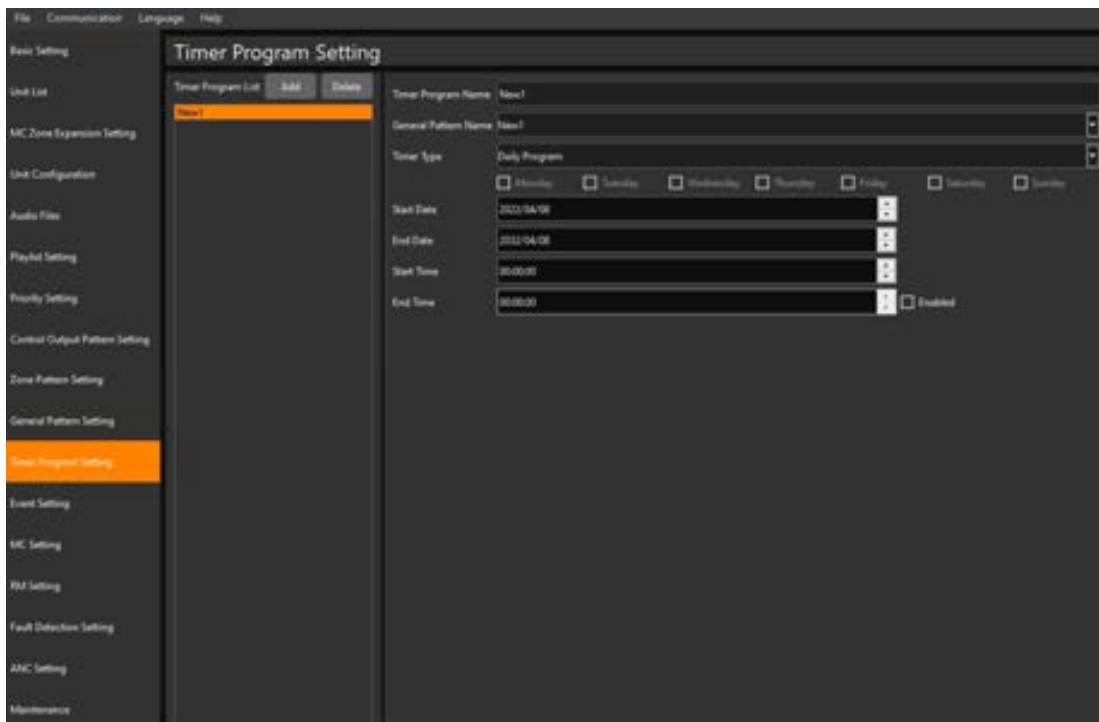 File Communication Language Help
Basic Setting
Unit List
MC Zone Expansion Setting
Unit Configuration
Audio Files
Playlist Setting
Priority Setting
Control Output Pattern Setting
Zone Pattern Setting
General Pattern Setting
Timer Program Setting
Event Setting
MC Setting
RM Setting
Fault Detection Setting
ANC Setting
Maintenance
Timer Program Setting
Timer Program List Add Delete
New1
Timer Program Name New1
General Pattern Name New1
Timer Type Daily Program
Monday Tuesday Wednesday Thursday Friday Saturday Sunday
Start Date 2022/04/08
End Date 2032/04/08
Start Time 00:00:00
End Time 00:00:00 Enabled